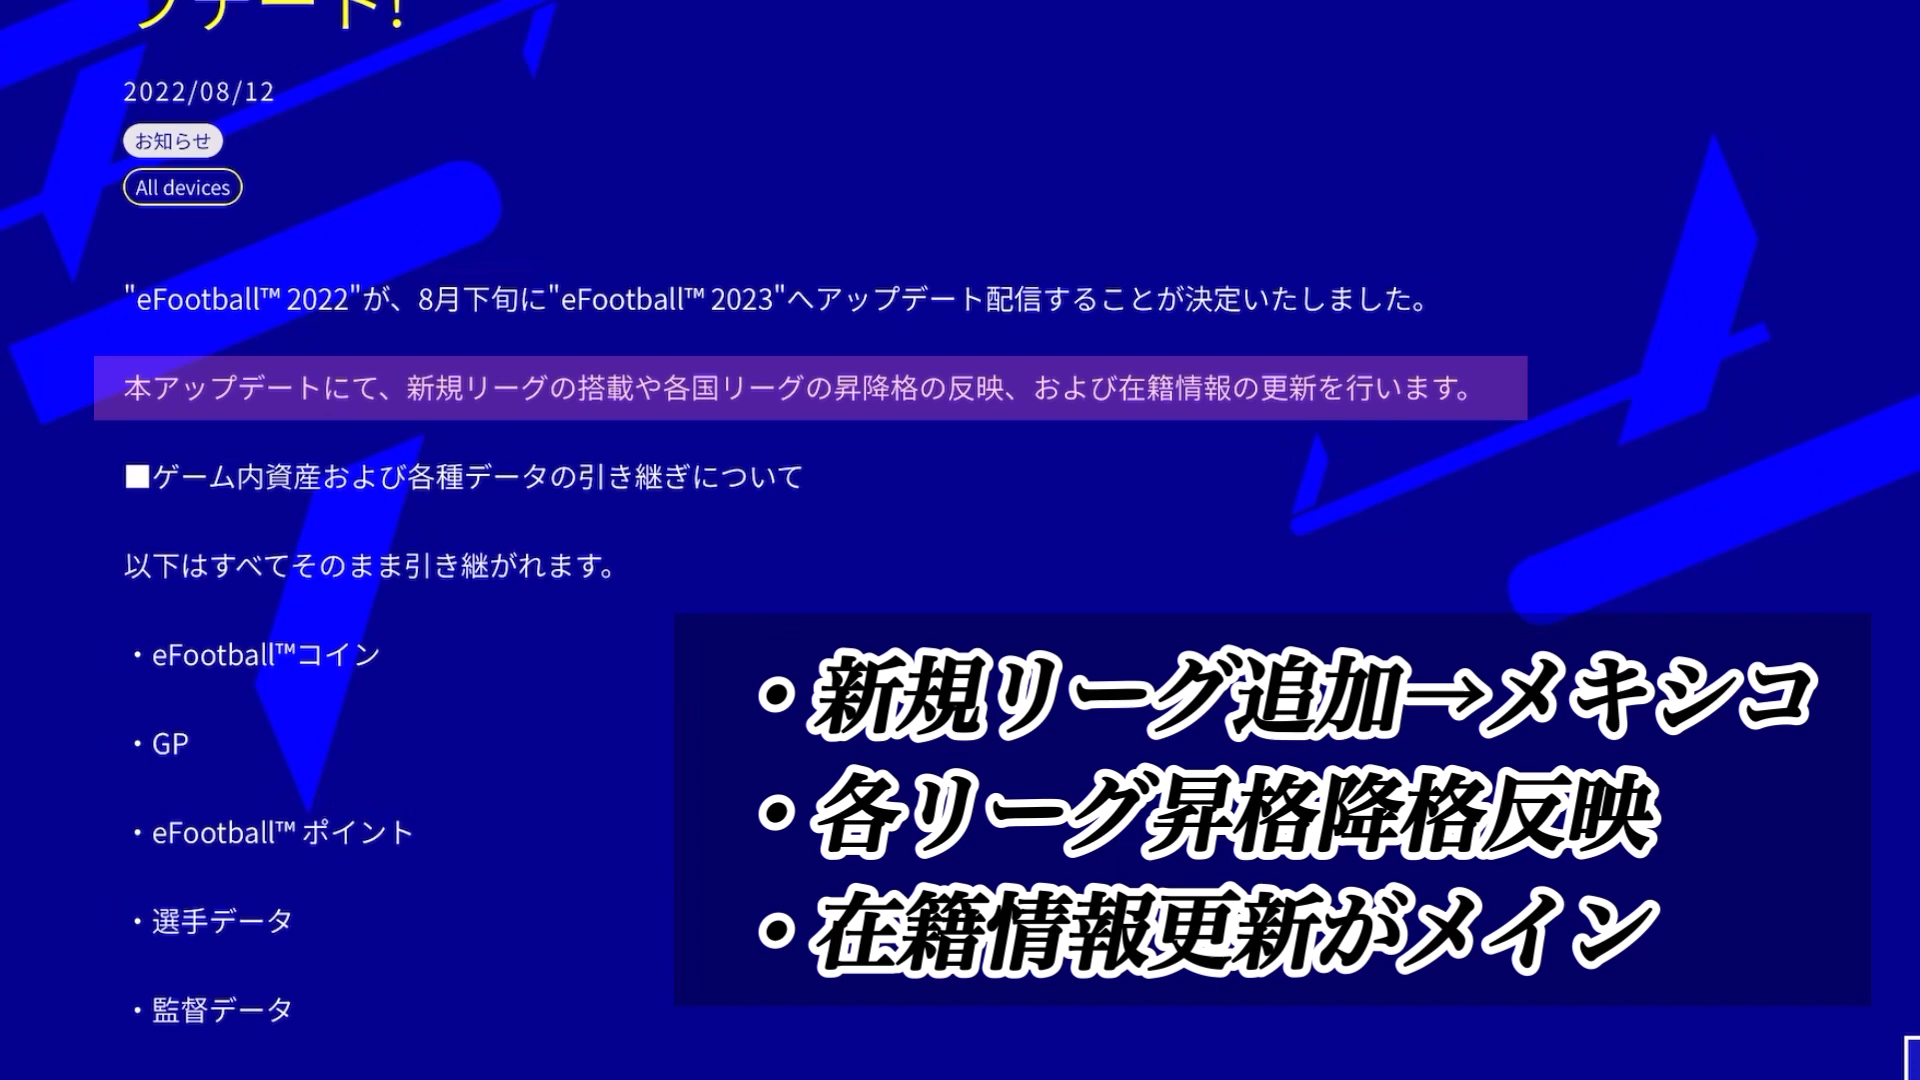 プデート!
2022/08/12
お知らせ
All devices
"eFootball™ 2022"が、8月下旬に"eFootball™ 2023"へアップデート配信することが決定いたしました。
本アップデートにて、新規リーグの搭載や各国リーグの昇降格の反映、および在籍情報の更新を行います。
■ゲーム内資産および各種データの引き継ぎについて
以下はすべてそのまま引き継がれます。
・eFootball™コイン
・GP
・eFootball™ ポイント
・選手データ
・監督データ
・新規リーグ追加→メキシコ
・各リーグ昇格降格反映
・在籍情報更新がメイン